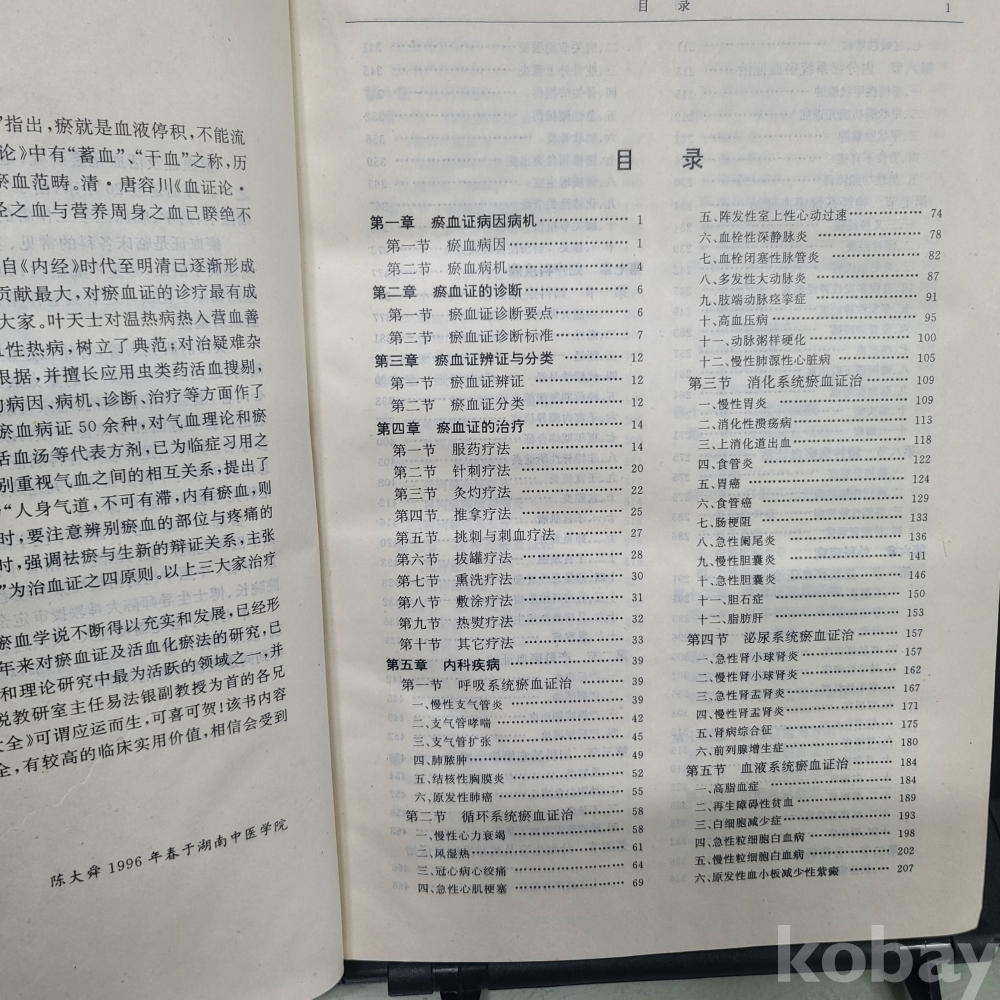 ”指出，瘀就是血液停积，不能流
论》中有“蓄血”、“干血”之称，历
瘀血范畴。清·唐容川《血证论·
经之血与营养周身之血已睽绝不
自《内经》时代至明清已逐渐形成
贡献最大，对瘀血证的诊疗最有成
大家。叶天士对温热病热入营血善
血性热病，树立了典范；对治疑难杂
根据，并擅长应用虫类药活血搜剔，
的病因、病机、诊断、治疗等方面作了
瘀血病证50余种，对气血理论和瘀
活血汤等代表方剂，已为临症习用之
别重视气血之间的相互关系，提出了
“人身气道，不可有滞，内有瘀血，则
时，要注意辨别瘀血的部位与疼痛的
时，强调祛瘀与生新的辩证关系，主张
”为治血证之四原则。以上三大家治疗
瘀血学说不断得以充实和发展，已经形
年来对瘀血证及活血化瘀法的研究，已
和理论研究中最为活跃的领域之一，并
说教研室主任易法银副教授为首的各兄
大全》可谓应运而生，可喜可贺！该书内容
全，有较高的临床实用价值，相信会受到
陈大舜1996年春于湖南中医学院
目 录 1
目 录
第一章 瘀血证病因病机 1
第一节 瘀血病因 1
第二节 瘀血病机 4
第二章 瘀血证的诊断 6
第一节 瘀血证诊断要点 6
第二节 瘀血证诊断标准 7
第三章 瘀血证辨证与分类 12
第一节 瘀血证辨证 12
第二节 瘀血证分类 12
第四章 瘀血证的治疗 14
第一节 服药疗法 14
第二节 针刺疗法 20
第三节 灸灼疗法 22
第四节 推拿疗法 25
第五节 挑刺与刺血疗法 27
第六节 拔罐疗法 28
第七节 熏洗疗法 30
第八节 敷涂疗法 31
第九节 热熨疗法 32
第十节 其它疗法 33
第五章 内科疾病 39
第一节 呼吸系统瘀血证治 39
一、慢性支气管炎 39
二、支气管哮喘 42
三、支气管扩张 45
四、肺脓肿 49
五、结核性胸膜炎 52
六、原发性肺癌 55
第二节 循环系统瘀血证治 58
一、慢性心力衰竭 58
二、风湿热 61
三、冠心病心绞痛 64
四、急性心肌梗塞 69
五、阵发性室上性心动过速 74
六、血栓性深静脉炎 78
七、血栓闭塞性脉管炎 82
八、多发性大动脉炎 87
九、肢端动脉痉挛症 91
十、高血压病 95
十一、动脉粥样硬化 100
十二、慢性肺源性心脏病 105
第三节 消化系统瘀血证治 109
一、慢性胃炎 109
二、消化性溃疡病 113
三、上消化道出血 118
四、食管炎 122
五、胃癌 124
六、食管癌 129
七、肠梗阻 133
八、急性阑尾炎 136
九、慢性胆囊炎 141
十、急性胆囊炎 146
十一、胆石症 150
十二、脂肪肝 153
第四节 泌尿系统瘀血证治 157
一、急性肾小球肾炎 157
二、慢性肾小球肾炎 162
三、急性肾盂肾炎 167
四、慢性肾盂肾炎 171
五、肾病综合征 175
六、前列腺增生症 180
第五节 血液系统瘀血证治 184
一、高脂血症 184
二、再生障碍性贫血 189
三、白细胞减少症 193
四、急性粒细胞白血病 198
五、慢性粒细胞白血病 202
六、原发性血小板减少性紫癜 207
kobay